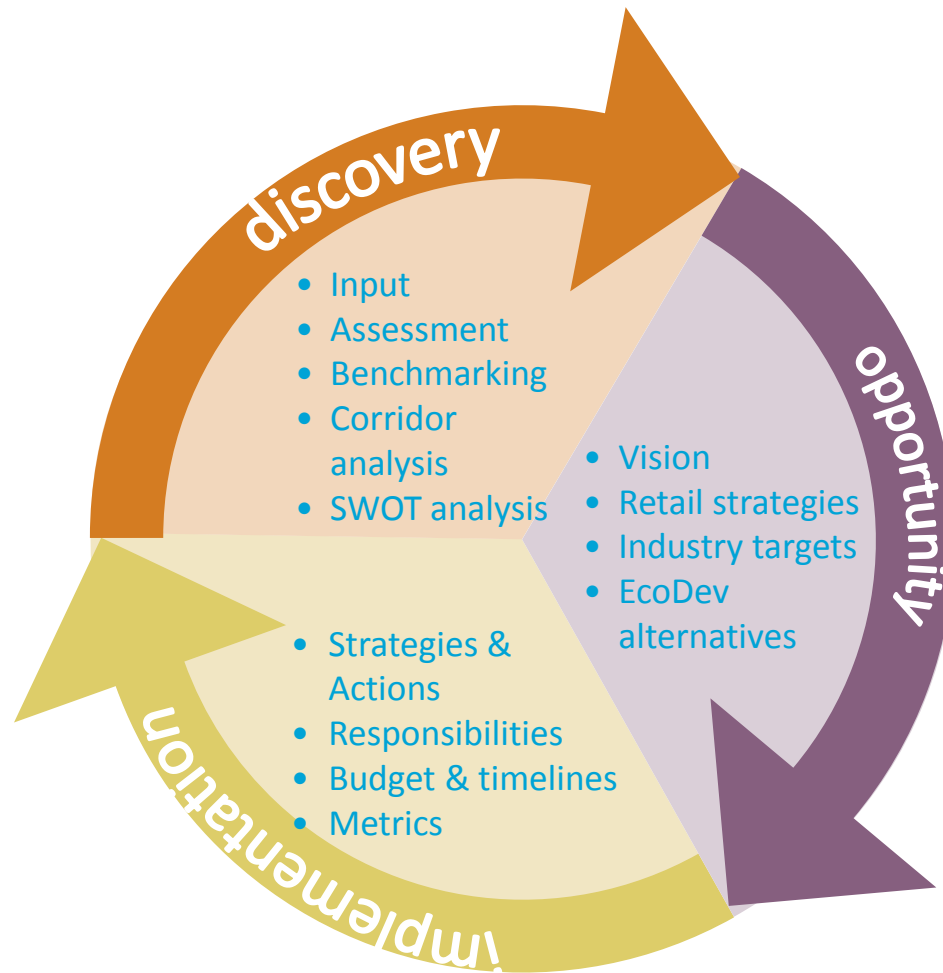 discovery
• Input
• Assessment
• Benchmarking
• Corridor
analysis
• SWOT analysis
opportunity
• Vision
• Retail strategies
• Industry targets
• EcoDev
alternatives
• Strategies &
Actions
• Responsibilities
• Budget & timelines
• Metrics
implementation